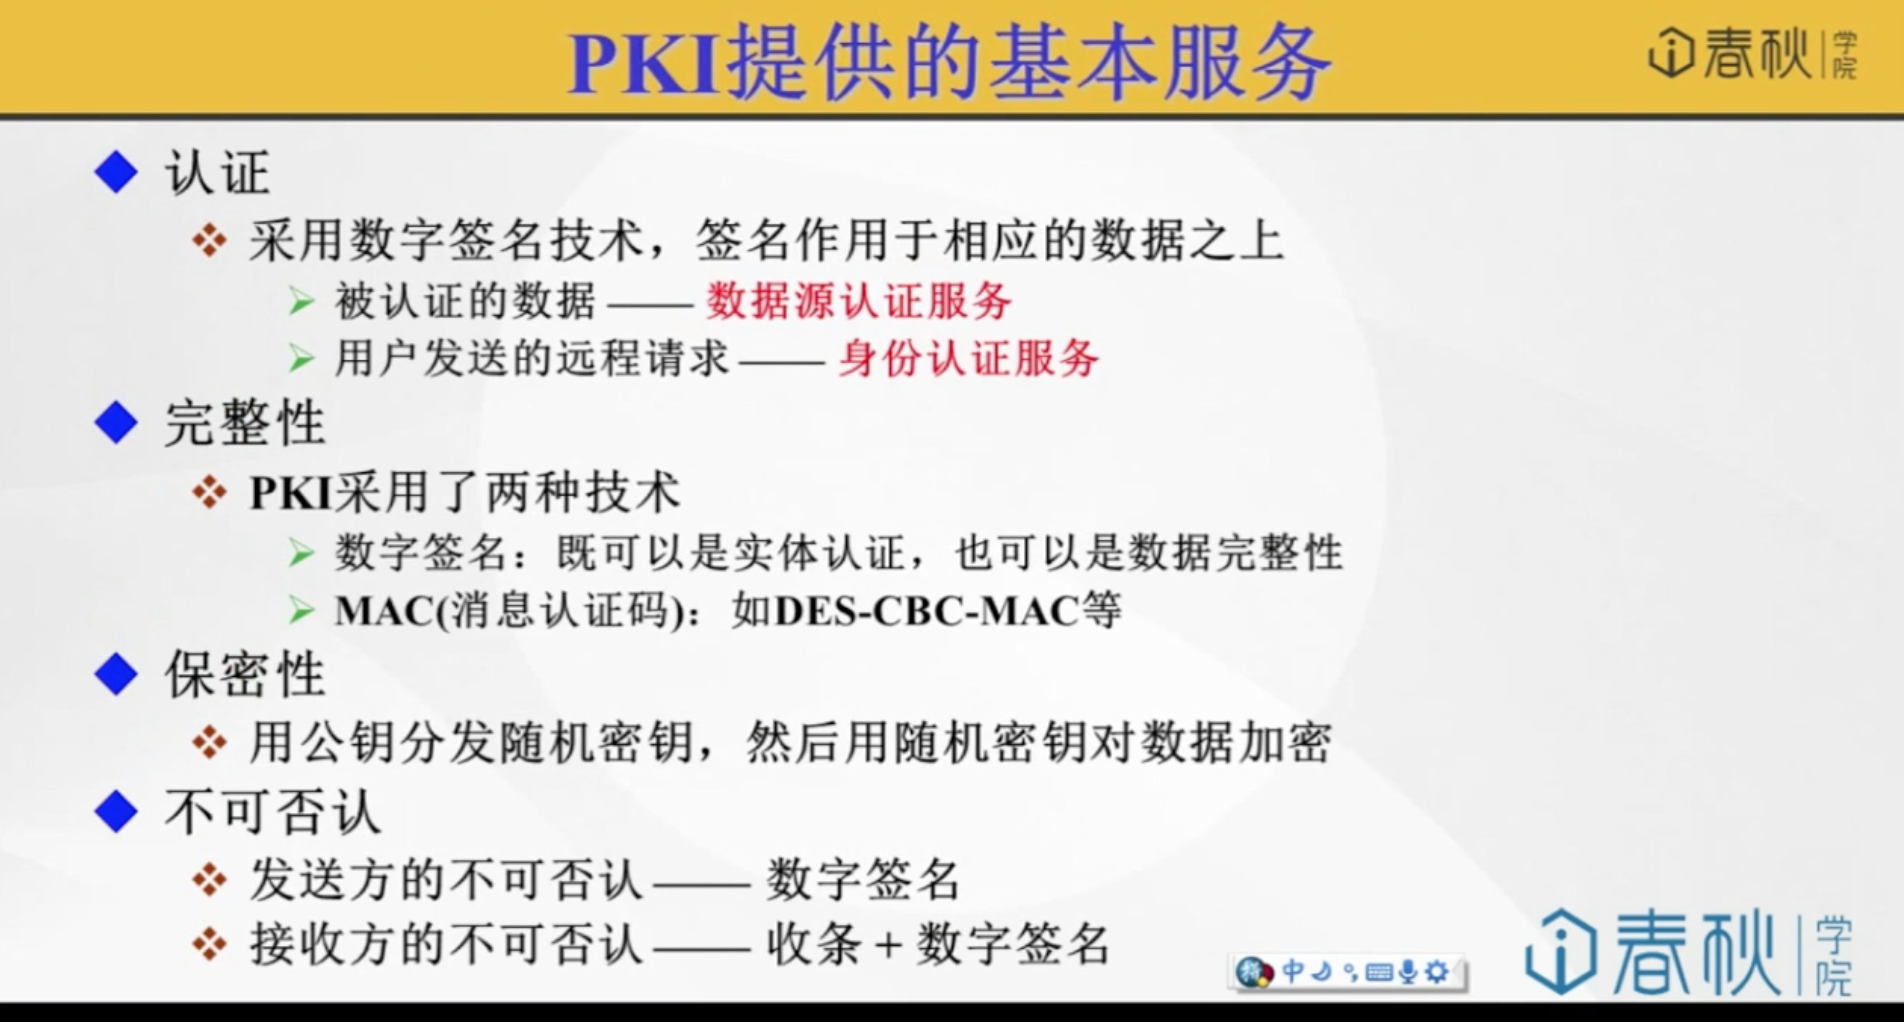 PKI提供的基本服务
春秋学院
认证
采用数字签名技术，签名作用于相应的数据之上
被认证的数据——数据源认证服务
用户发送的远程请求——身份认证服务
完整性
PKI采用了两种技术
数字签名：既可以是实体认证，也可以是数据完整性
MAC(消息认证码)：如DES-CBC-MAC等
保密性
用公钥分发随机密钥，然后用随机密钥对数据加密
不可否认
发送方的不可否认——数字签名
接收方的不可否认——收条+数字签名
中
春秋学院